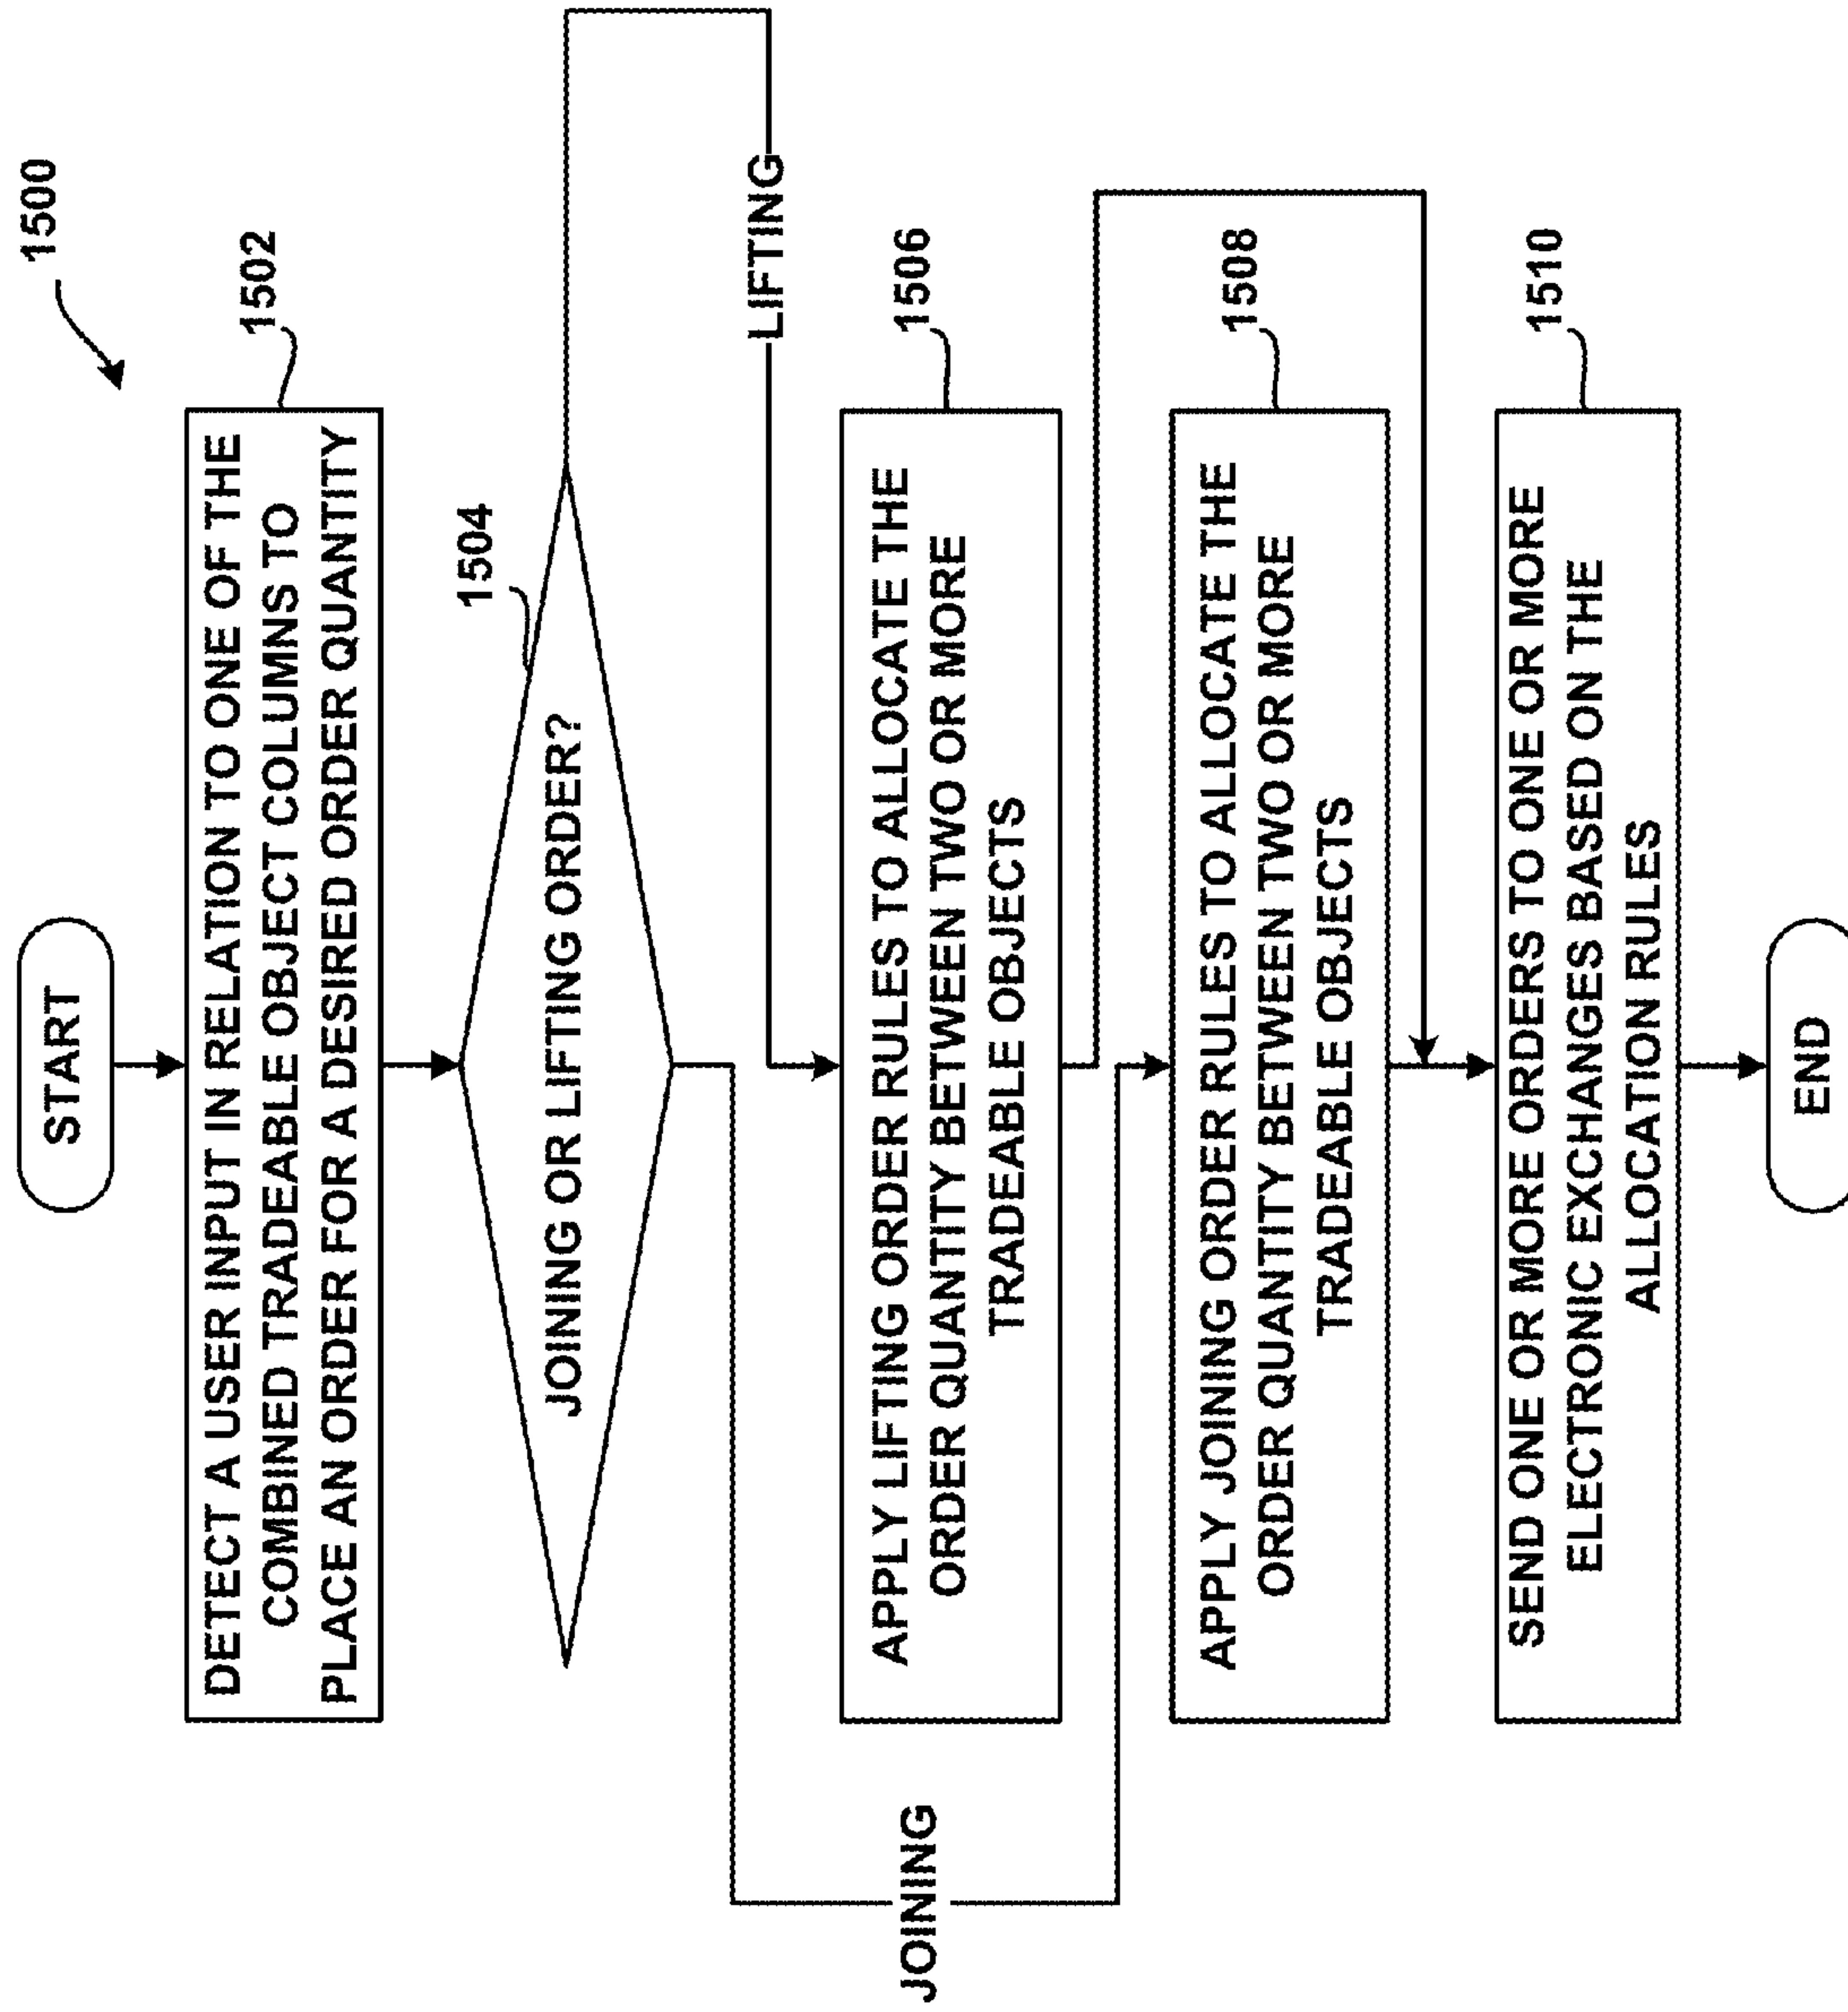 1500
START
1502
DETECT A USER INPUT IN RELATION TO ONE OF THE
COMBINED TRADEABLE OBJECT COLUMNS TO
PLACE AN ORDER FOR A DESIRED ORDER QUANTITY
1504
JOINING OR LIFTING ORDER?
LIFTING
1506
APPLY LIFTING ORDER RULES TO ALLOCATE THE
ORDER QUANTITY BETWEEN TWO OR MORE
TRADEABLE OBJECTS
JOINING
1508
APPLY JOINING ORDER RULES TO ALLOCATE THE
ORDER QUANTITY BETWEEN TWO OR MORE
TRADEABLE OBJECTS
1510
SEND ONE OR MORE ORDERS TO ONE OR MORE
ELECTRONIC EXCHANGES BASED ON THE
ALLOCATION RULES
END